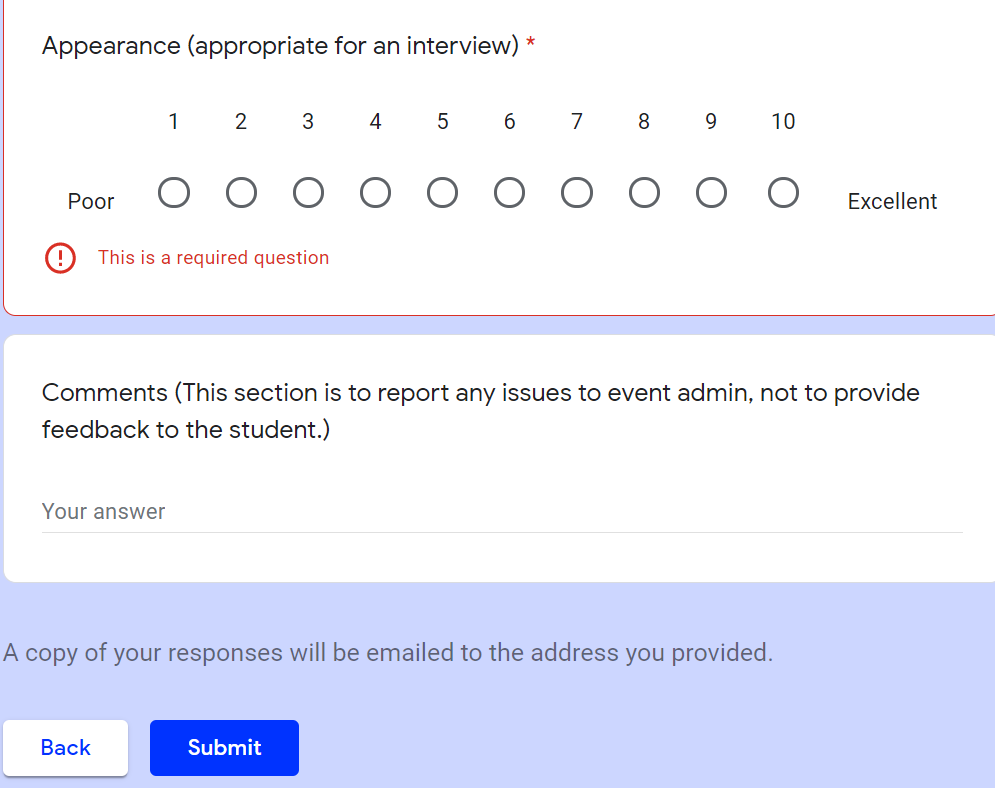 Appearance (appropriate for an interview) *
1 2 3 4 5 6 7 8 9 10
Poor Excellent
! This is a required question
Comments (This section is to report any issues to event admin, not to provide
feedback to the student.)
Your answer
A copy of your responses will be emailed to the address you provided.
Back Submit